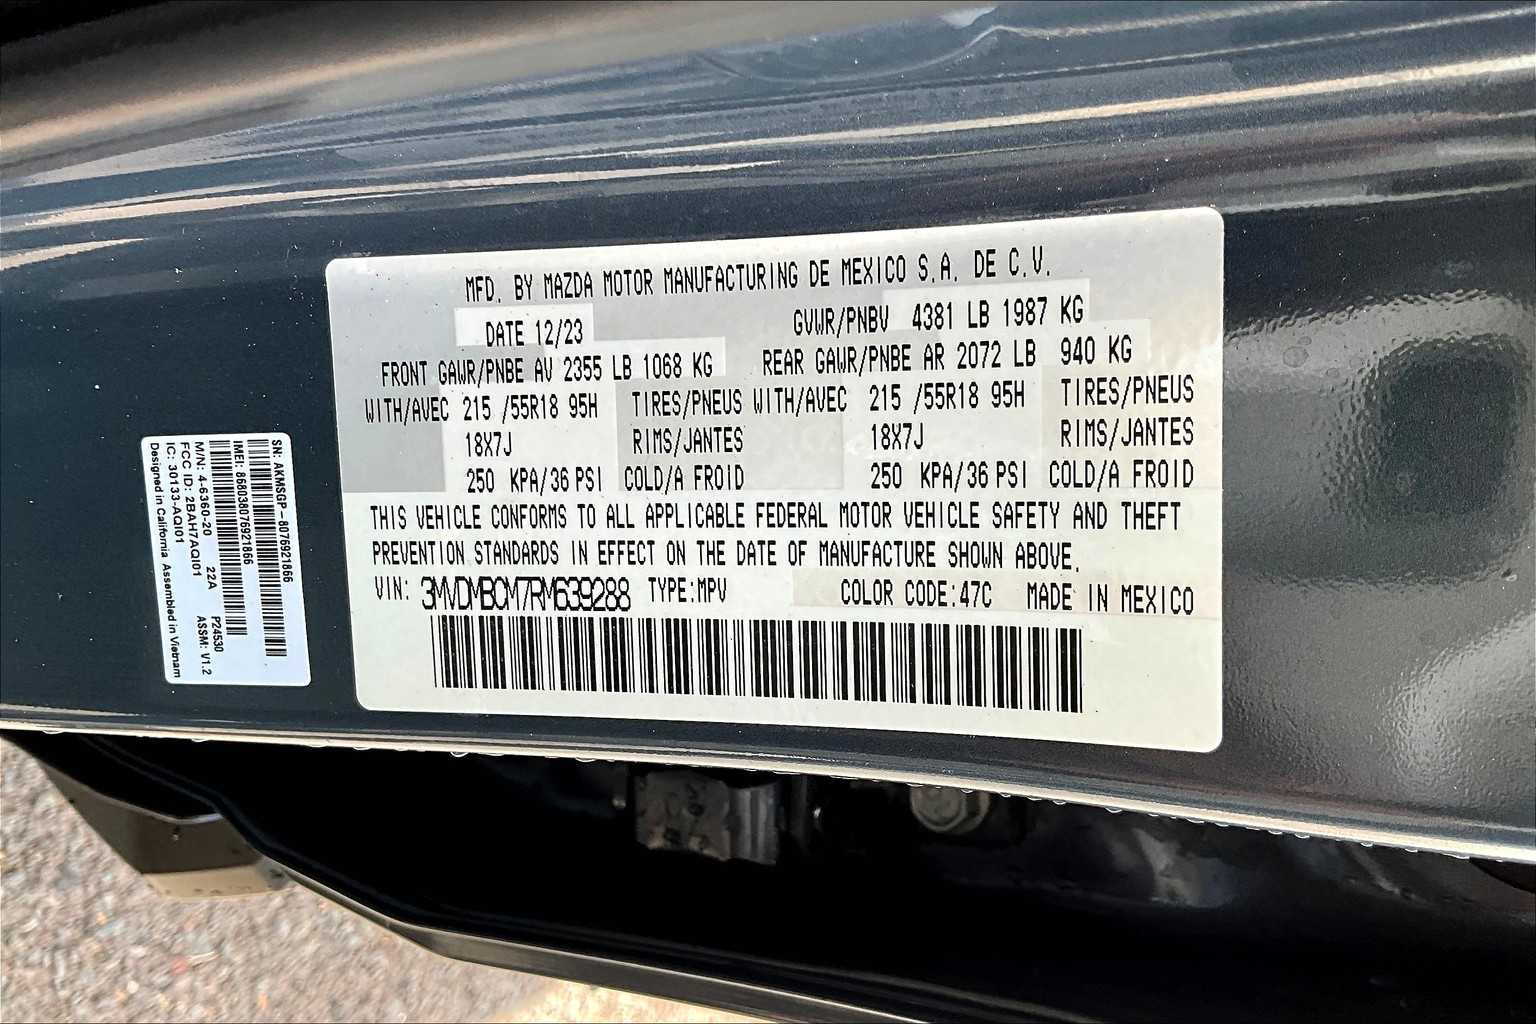 MFD. BY MAZDA MOTOR MANUFACTURING DE MEXICO S.A. DE C.V.
DATE 12/23 GVWR/PNBV 4381 LB 1987 KG
FRONT GAWR/PNBE AV 2355 LB 1068 KG REAR GAWR/PNBE AR 2072 LB 940 KG
WITH/AVEC 215 /55R18 95H TIRES/PNEUS WITH/AVEC 215 /55R18 95H TIRES/PNEUS
18X7J RIMS/JANTES 18X7J RIMS/JANTES
250 KPA/36 PSI COLD/A FROID 250 KPA/36 PSI COLD/A FROID
THIS VEHICLE CONFORMS TO ALL APPLICABLE FEDERAL MOTOR VEHICLE SAFETY AND THEFT
PREVENTION STANDARDS IN EFFECT ON THE DATE OF MANUFACTURE SHOWN ABOVE.
VIN: 3MVDMBCM7RM639288 TYPE:MPV COLOR CODE:47C MADE IN MEXICO
SN: AKMSGP-8076921866
IMEI: 868038076921866
M/N: 4-6360-20 22A P24530
FCC ID: 2BAH7AQI01 ASSM: V1.2
IC: 30133-AQI01
Designed in California Assembled in Vietnam